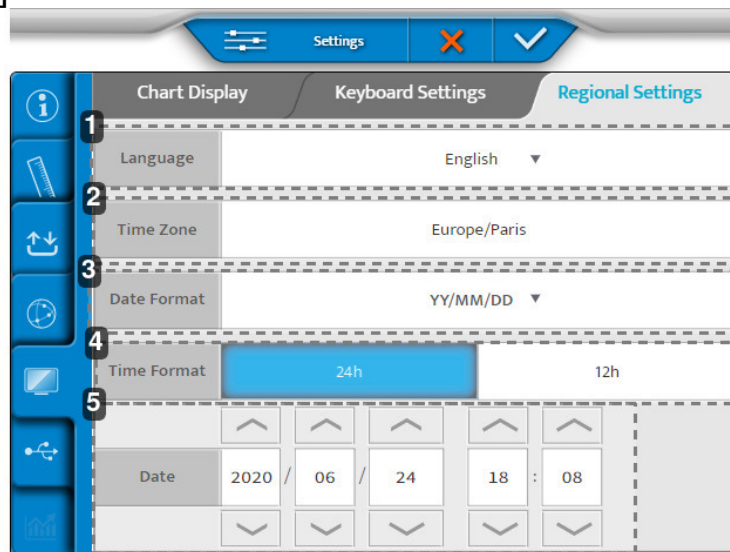 Settings
Chart Display Keyboard Settings Regional Settings
1
Language English ▼
2
Time Zone Europe/Paris
3
Date Format YY/MM/DD ▼
4
Time Format 24h 12h
5
Date 2020 / 06 / 24 18 : 08